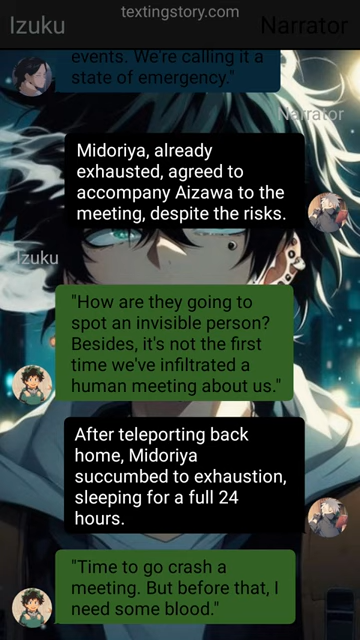 textingstory.com
Izuku
Narrator
events. We're calling it a
state of emergency."
Narrator
Midoriya, already
exhausted, agreed to
accompany Aizawa to the
meeting, despite the risks.
Izuku
"How are they going to
spot an invisible person?
Besides, it's not the first
time we've infiltrated a
human meeting about us."
After teleporting back
home, Midoriya
succumbed to exhaustion,
sleeping for a full 24
hours.
"Time to go crash a
meeting. But before that, I
need some blood."